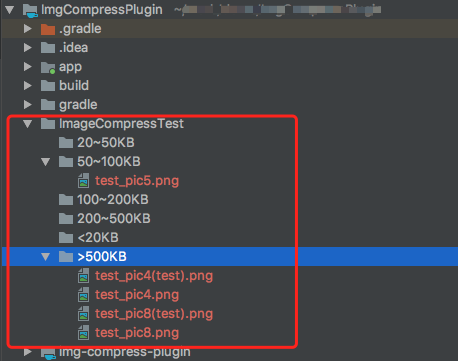 ImgCompressPlugin
.gradle
.idea
app
build
gradle
ImageCompressTest
20~50KB
50~100KB
test_pic5.png
100~200KB
200~500KB
<20KB
>500KB
test_pic4(test).png
test_pic4.png
test_pic8(test).png
test_pic8.png
img-compress-plugin